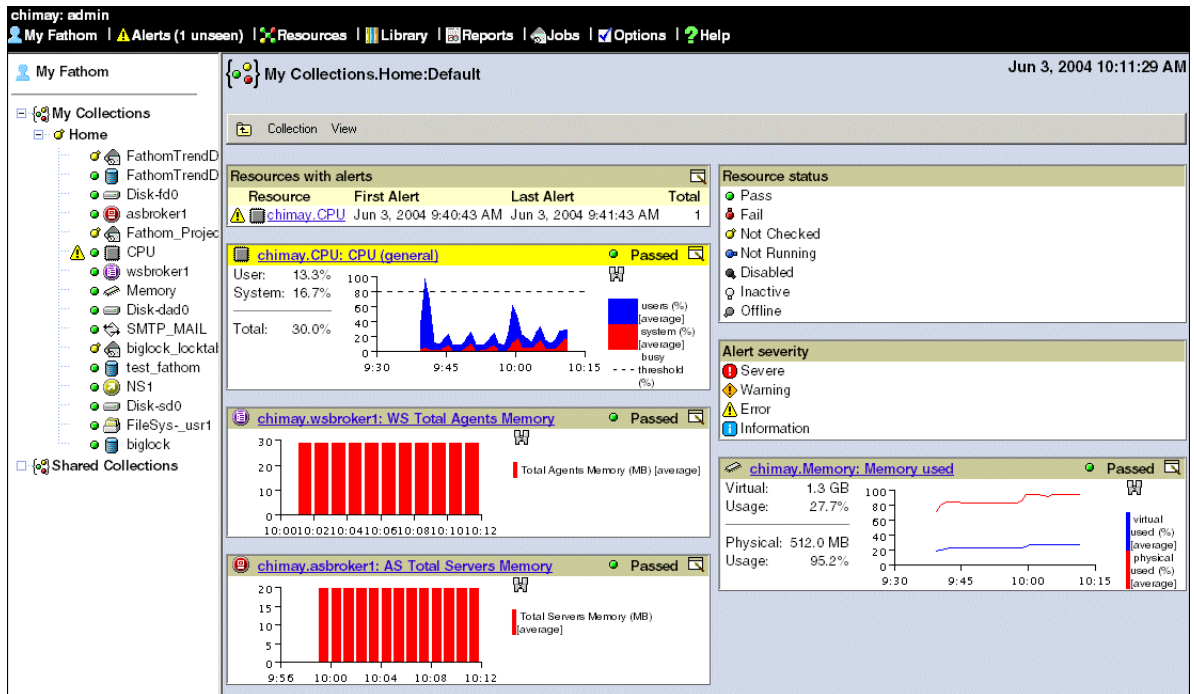 chimay: admin
My Fathom | Alerts (1 unseen) | Resources | Library | Reports | Jobs | Options | ? Help
My Fathom
My Collections
Home
FathomTrendD
FathomTrendD
Disk-fd0
asbroker1
Fathom_Projec
CPU
wsbroker1
Memory
Disk-dad0
SMTP_MAIL
biglock_locktal
test_fathom
NS1
Disk-sd0
FileSys-_usr1
biglock
Shared Collections
My Collections.Home:Default
Jun 3, 2004 10:11:29 AM
Collection View
Resources with alerts
Resource First Alert Last Alert Total
chimay.CPU Jun 3, 2004 9:40:43 AM Jun 3, 2004 9:41:43 AM 1
chimay.CPU: CPU (general) Passed
User: 13.3%
System: 16.7%
Total: 30.0%
100
80
60
40
20
0
9:30 9:45 10:00 10:15
users (%)
[average]
system (%)
[average]
busy
threshold
(%)
chimay.wsbroker1: WS Total Agents Memory Passed
30
20
10
0
10:00 10:02 10:04 10:06 10:08 10:10 10:12
Total Agents Memory (MB) [average]
chimay.asbroker1: AS Total Servers Memory Passed
20
15
10
5
0
9:56 10:00 10:04 10:08 10:12
Total Servers Memory (MB)
[average]
Resource status
Pass
Fail
Not Checked
Not Running
Disabled
Inactive
Offline
Alert severity
Severe
Warning
Error
Information
chimay.Memory: Memory used Passed
Virtual: 1.3 GB
Usage: 27.7%
Physical: 512.0 MB
Usage: 95.2%
100
80
60
40
20
0
9:30 9:45 10:00 10:15
virtual
used (%)
[average]
physical
used (%)
[average]